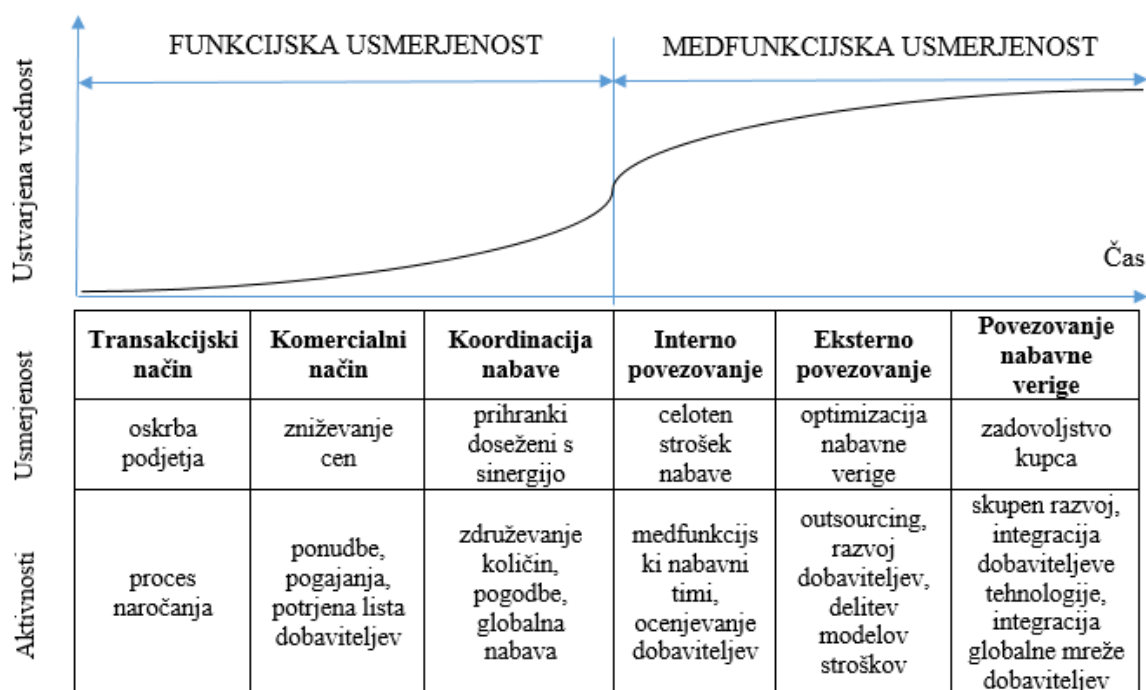 FUNKCIJSKA USMERJENOST
MEDFUNKCIJSKA USMERJENOST
Ustvarjena vrednost
Čas
Transakcijski
način
Komercialni
način
Koordinacija
nabave
Interno
povezovanje
Eksterno
povezovanje
Povezovanje
nabavne
verige
Usmerjenost
oskrba
podjetja
zniževanje
cen
prihranki
doseženi s
sinergijo
celoten
strošek
nabave
optimizacija
nabavne
verige
zadovoljstvo
kupca
Aktivnosti
proces
naročanja
ponudbe,
pogajanja,
potrjena lista
dobaviteljev
združevanje
količin,
pogodbe,
globalna
nabava
medfunkcijs
ki nabavni
timi,
ocenjevanje
dobaviteljev
outsourcing,
razvoj
dobaviteljev,
delitev
modelov
stroškov
skupen razvoj,
integracija
dobaviteljeve
tehnologije,
integracija
globalne mreže
dobaviteljev